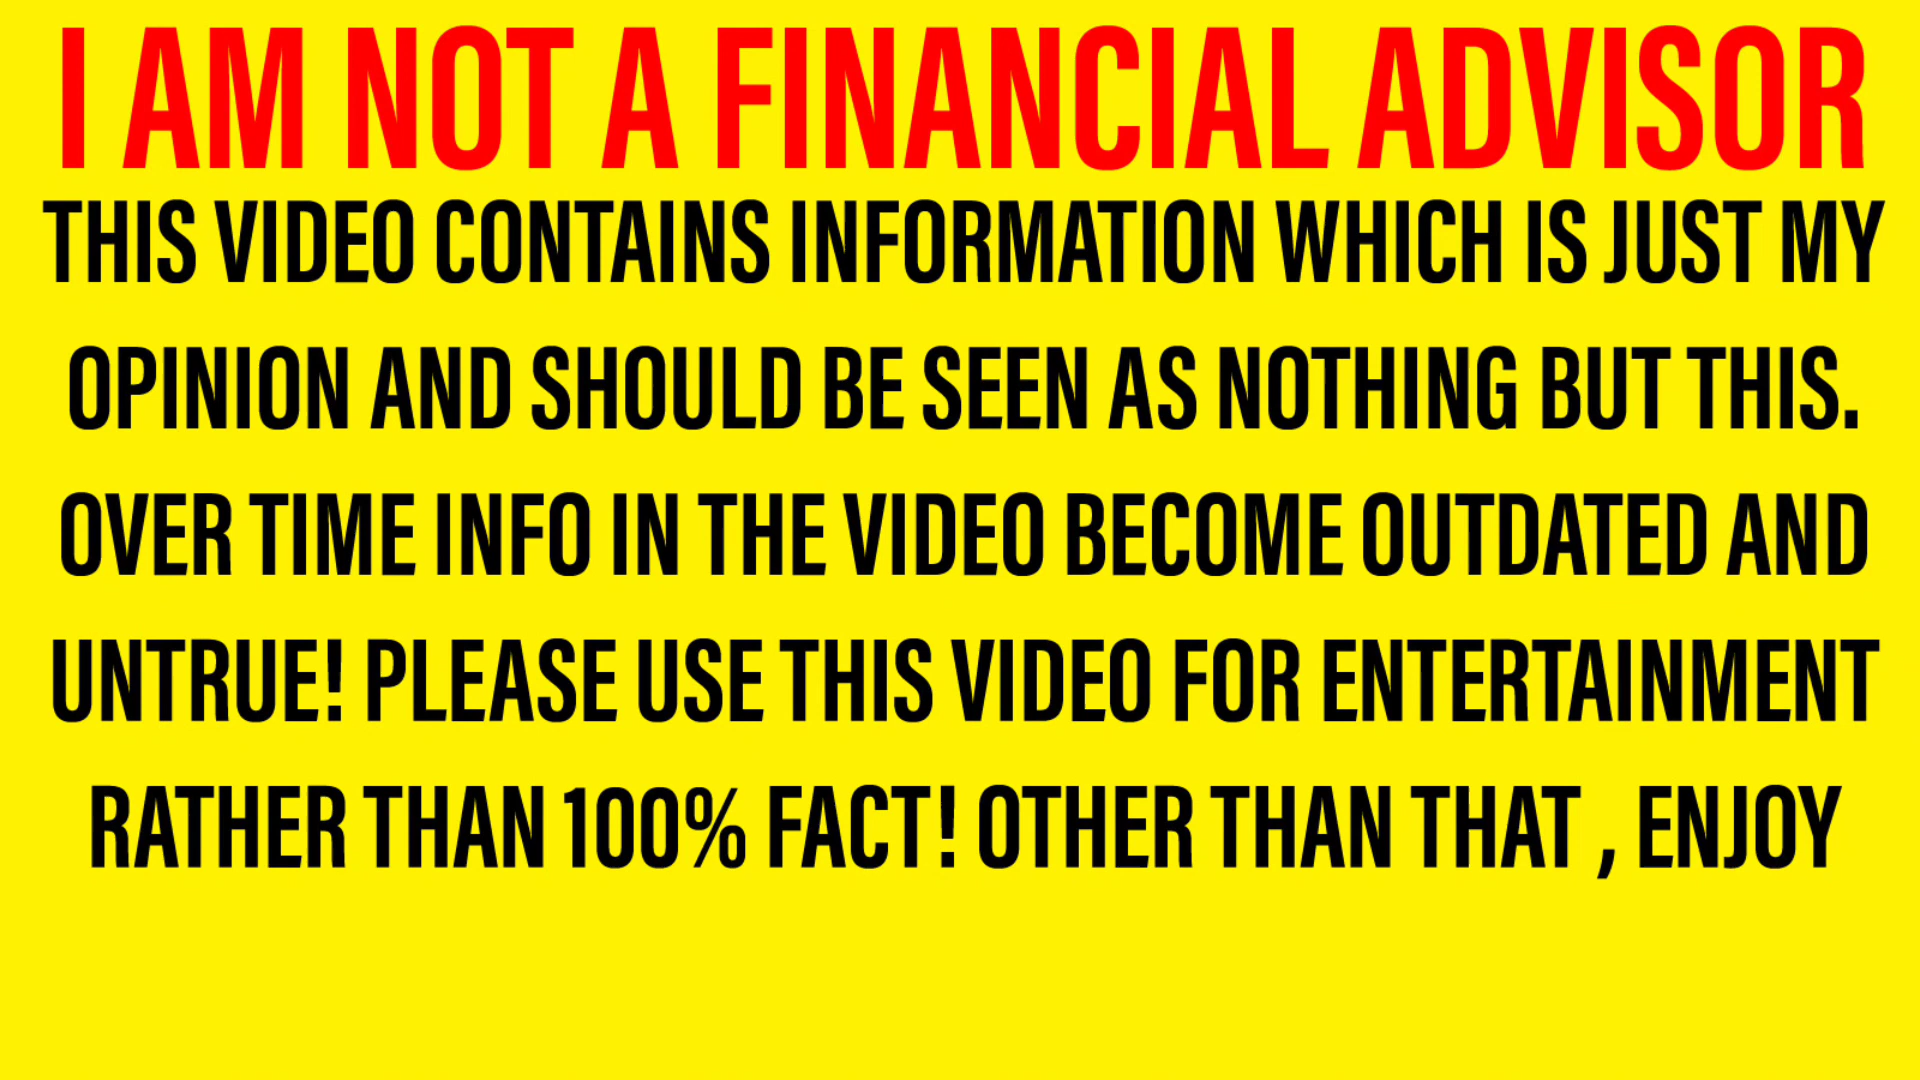 I AM NOT A FINANCIAL ADVISOR
THIS VIDEO CONTAINS INFORMATION WHICH IS JUST MY
OPINION AND SHOULD BE SEEN AS NOTHING BUT THIS.
OVER TIME INFO IN THE VIDEO BECOME OUTDATED AND
UNTRUE! PLEASE USE THIS VIDEO FOR ENTERTAINMENT
RATHER THAN 100% FACT! OTHER THAN THAT , ENJOY